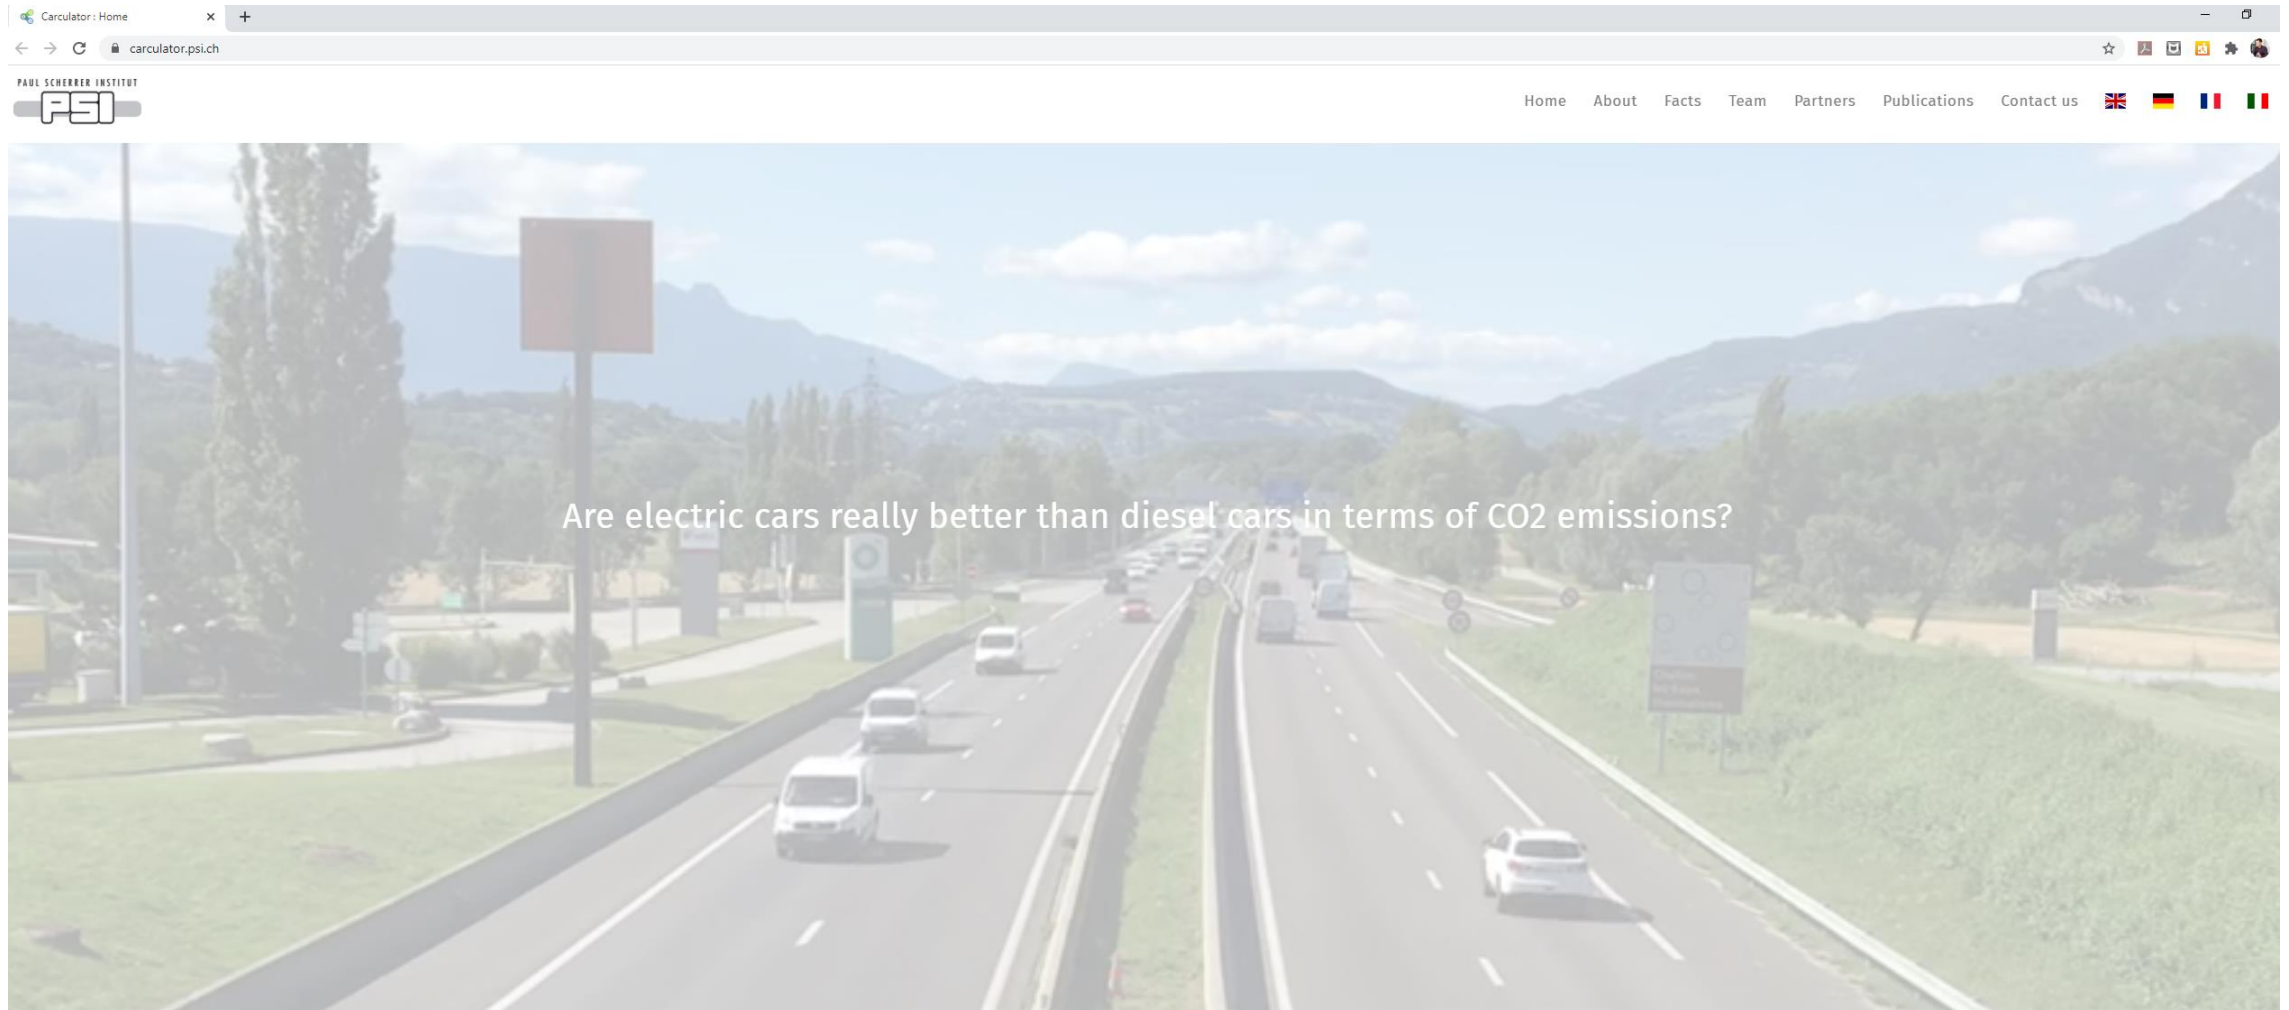 Carculator : Home
carculator.psi.ch
PAUL SCHERRER INSTITUT
PSI
Home About Facts Team Partners Publications Contact us
Are electric cars really better than diesel cars in terms of CO2 emissions?